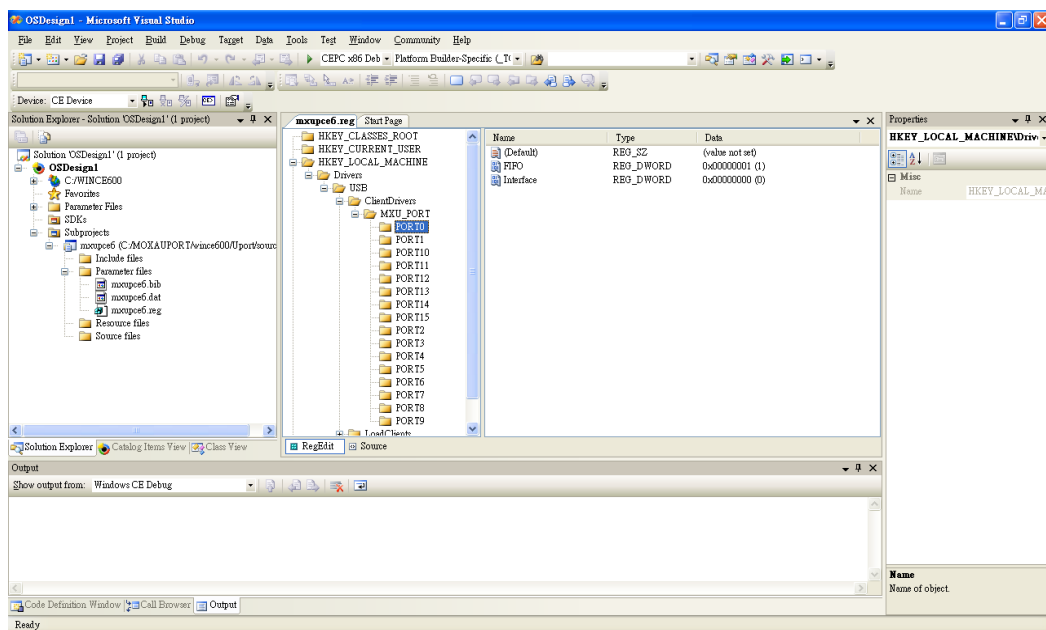 OSDesign1 - Microsoft Visual Studio
File Edit View Project Build Debug Target Data Tools Test Window Community Help
CEPC x86 Deb Platform Builder-Specific (_T(
Device: CE Device
Solution Explorer - Solution 'OSDesign1' (1 project)
Solution 'OSDesign1' (1 project)
OSDesign1
C:/WINCE600
Favorites
Parameter Files
SDKs
Subprojects
mxupce6 (C:/MOXAUPORT/wince600/Uport/sourc
Include files
Parameter files
mxupce6.bib
mxupce6.dat
mxupce6.reg
Resource files
Source files
Solution Explorer Catalog Items View Class View
mxupce6.reg Start Page
HKEY_CLASSES_ROOT
HKEY_CURRENT_USER
HKEY_LOCAL_MACHINE
Drivers
USB
ClientDrivers
MXU_PORT
PORT0
PORT1
PORT10
PORT11
PORT12
PORT13
PORT14
PORT15
PORT2
PORT3
PORT4
PORT5
PORT6
PORT7
PORT8
PORT9
LoadClients
RegEdit Source
Name Type Data
(Default) REG_SZ (value not set)
FIFO REG_DWORD 0x00000001 (1)
Interface REG_DWORD 0x00000000 (0)
Properties
HKEY_LOCAL_MACHINE\Driv
Misc
Name HKEY_LOCAL_MA
Name
Name of object.
Output
Show output from: Windows CE Debug
Code Definition Window Call Browser Output
Ready